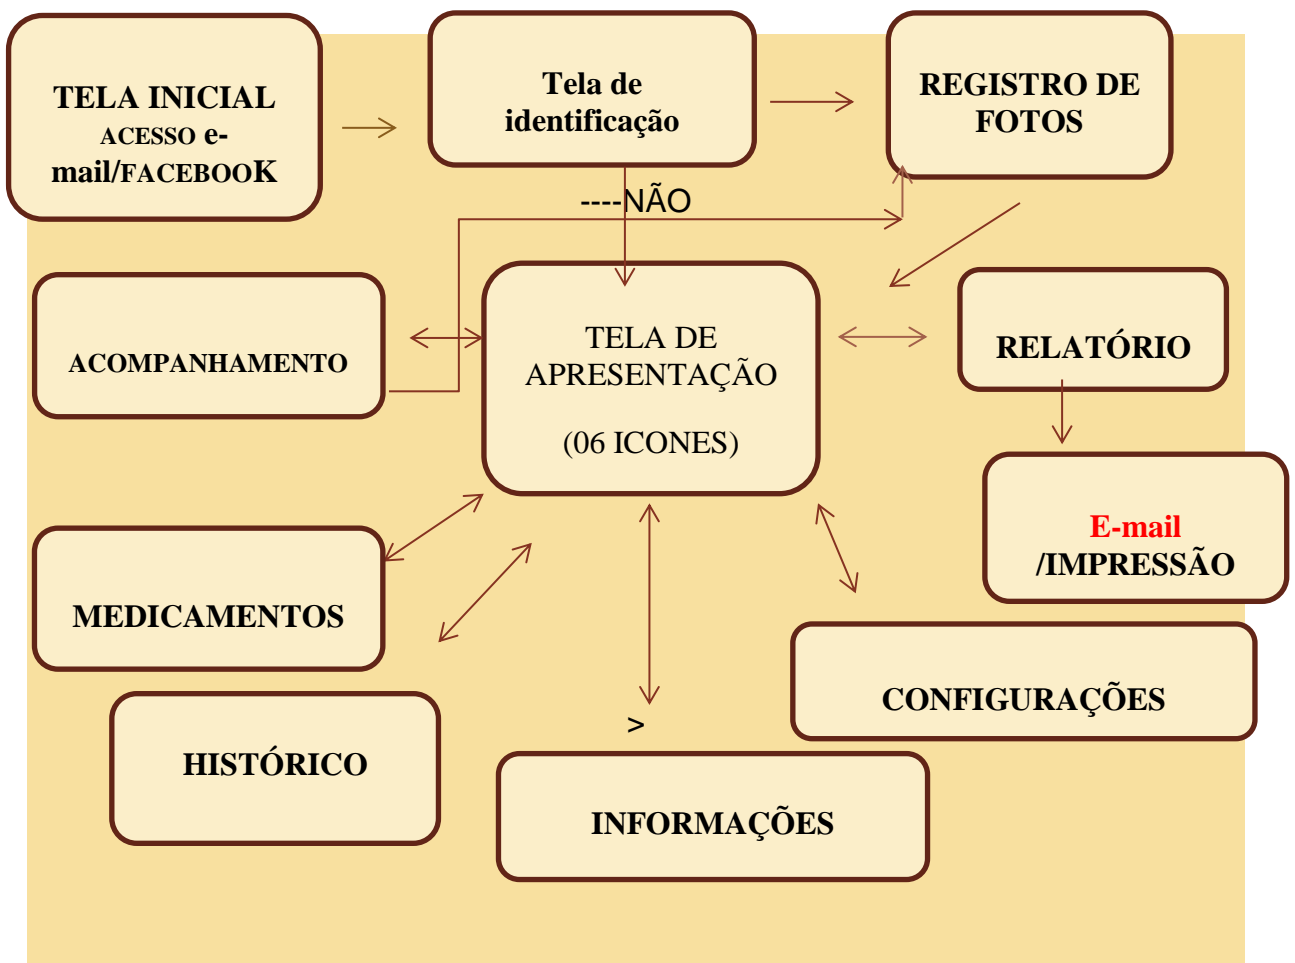 TELA INICIAL
ACESSO e-
mail/FACEBOOK
Tela de
identificação
REGISTRO DE
FOTOS
----NÃO
ACOMPANHAMENTO
TELA DE
APRESENTAÇÃO
(06 ICONES)
RELATÓRIO
E-mail
/IMPRESSÃO
MEDICAMENTOS
CONFIGURAÇÕES
>
HISTÓRICO
INFORMAÇÕES